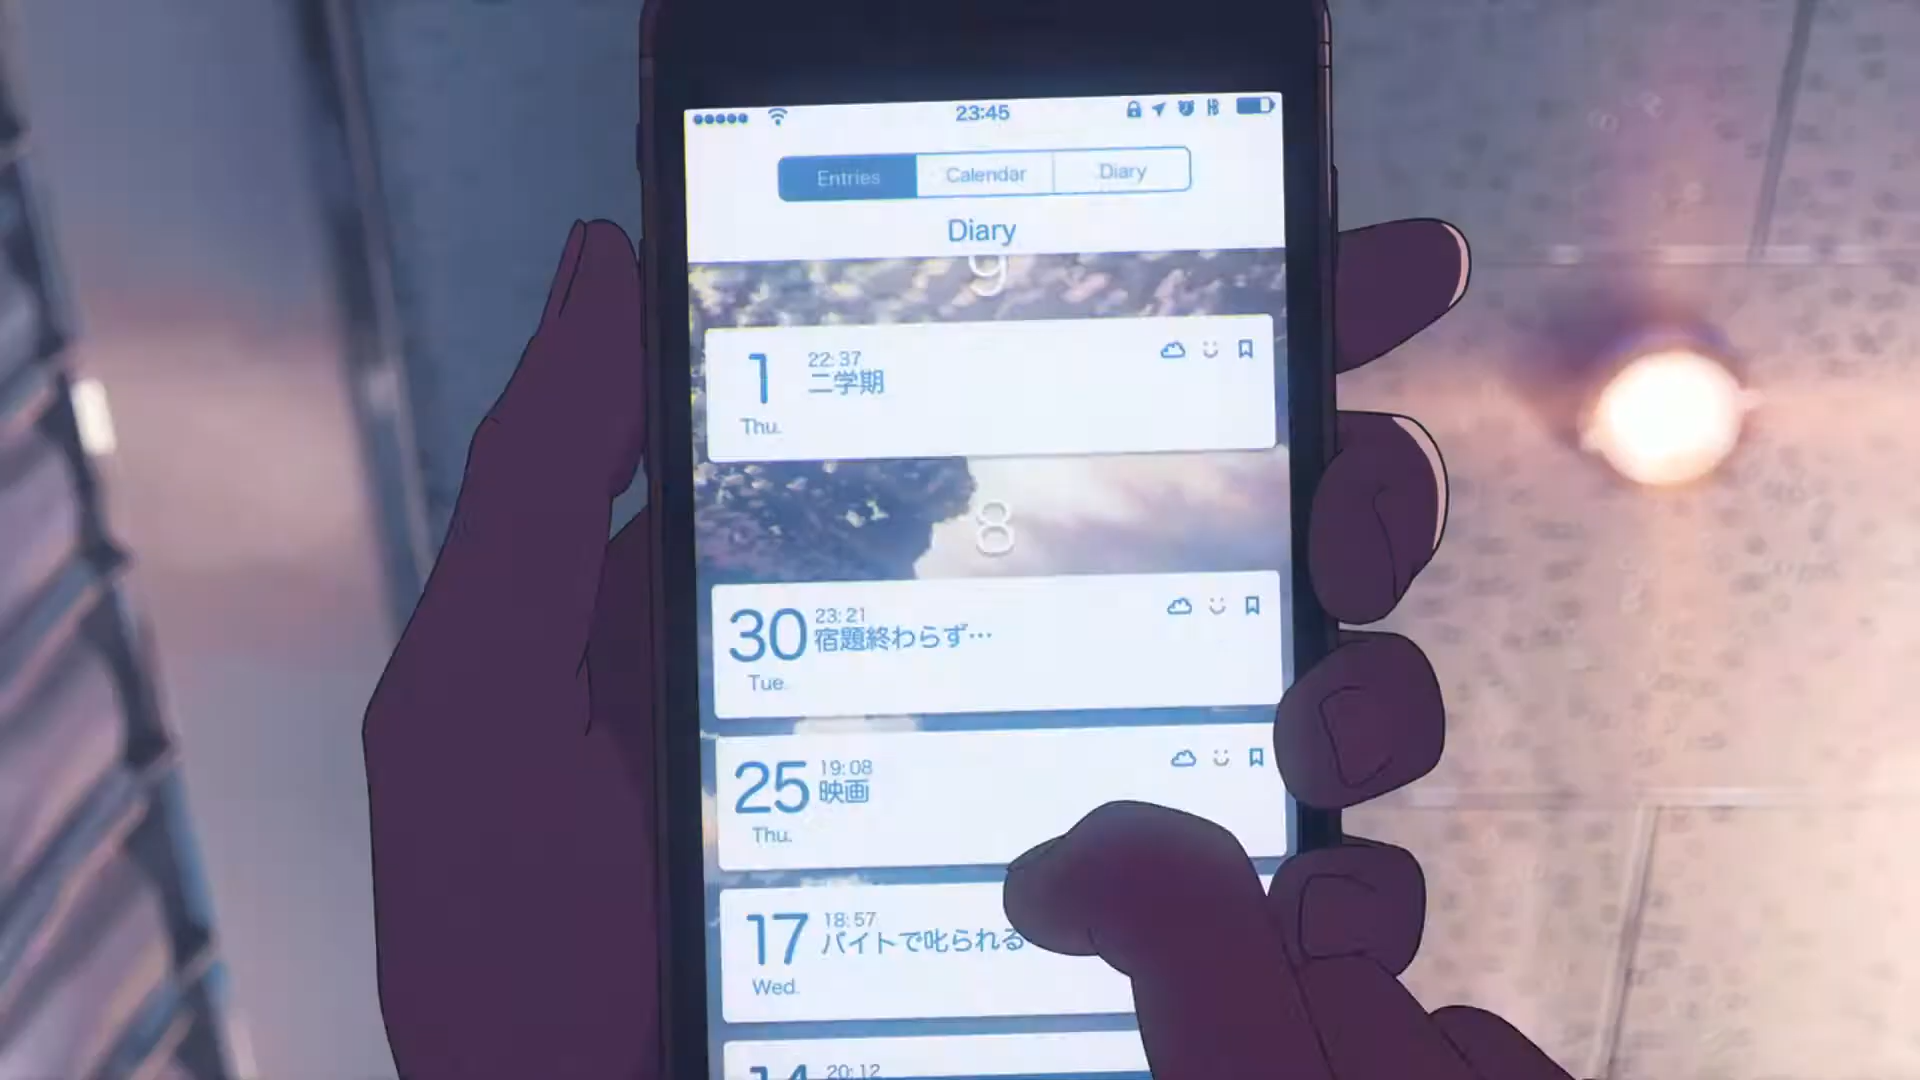 23:45
Entries Calendar Diary
Diary
9
1 22:37
二学期
Thu.
8
30 23:21
宿題終わらず…
Tue.
25 19:08
映画
Thu.
17 18:57
バイトで叱られる
Wed.
14 20:12